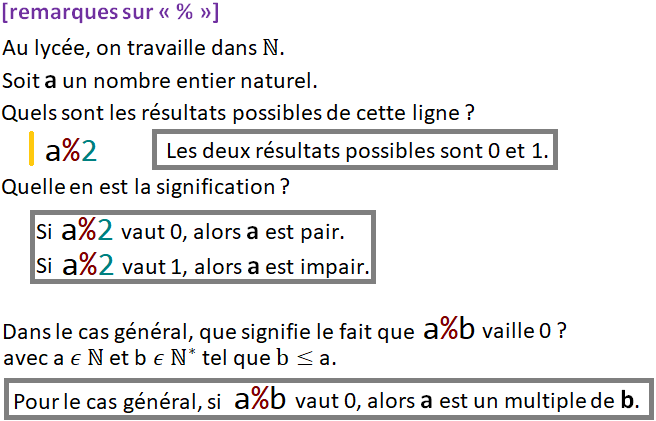 [remarques sur « % »]
Au lycée, on travaille dans ℕ.
Soit a un nombre entier naturel.
Quels sont les résultats possibles de cette ligne ?
a%2 Les deux résultats possibles sont 0 et 1.
Quelle en est la signification ?
Si a%2 vaut 0, alors a est pair.
Si a%2 vaut 1, alors a est impair.
Dans le cas général, que signifie le fait que a%b vaille 0 ?
avec a ϵ ℕ et b ϵ ℕ* tel que b ≤ a.
Pour le cas général, si a%b vaut 0, alors a est un multiple de b.